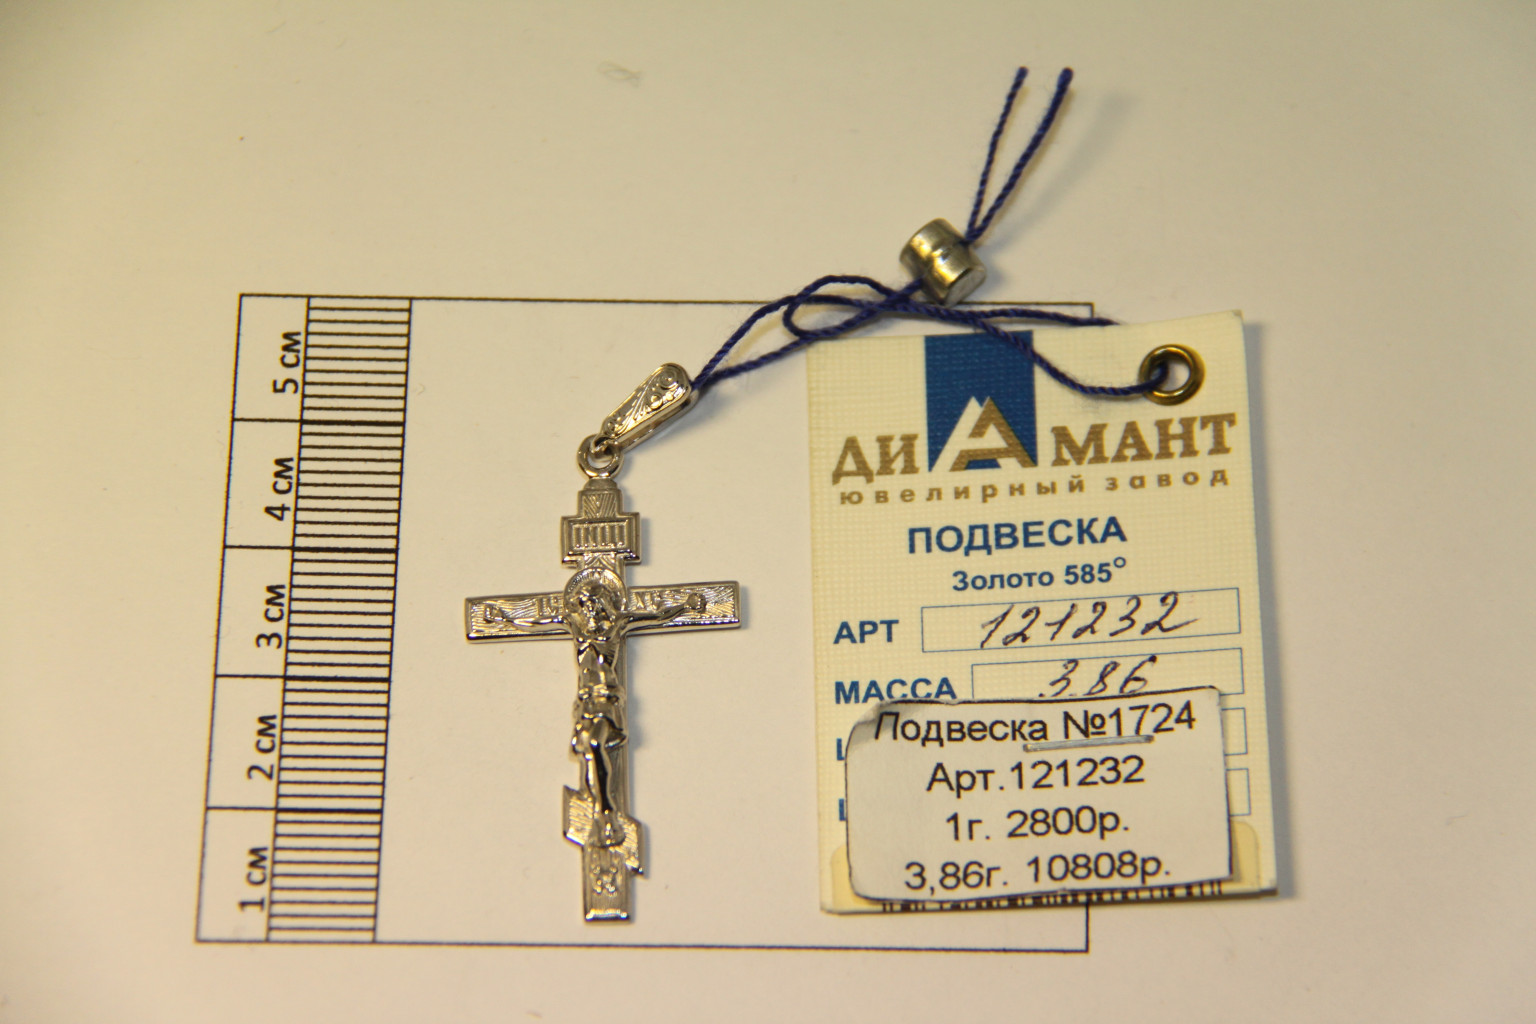 5 см
4 см
3 см
2 см
1 см
ДИАМАНТ
ювелирный завод
ПОДВЕСКА
Золото 585°
АРТ 121232
МАССА 3.86
Подвеска №1724
Арт.121232
1г. 2800р.
3,86г. 10808р.